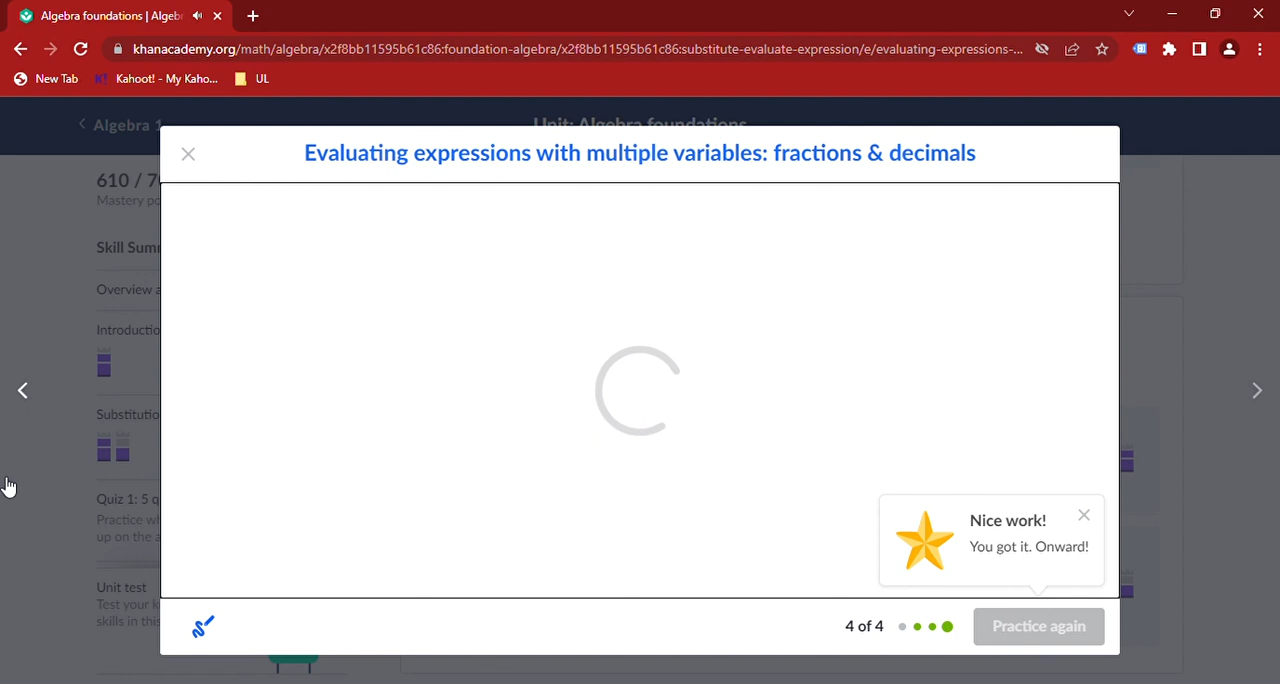 Algebra foundations | Algeb
khanacademy.org/math/algebra/x2f8bb11595b61c86:foundation-algebra/x2f8bb11595b61c86:substitute-evaluate-expression/e/evaluating-expressions-...
New Tab
K! Kahoot! - My Kaho...
UL
Algebra 1
Unit: Algebra foundations
Evaluating expressions with multiple variables: fractions & decimals
610 / 70
Mastery po
Skill Summ
Overview a
Introductio
Substitutio
Quiz 1: 5 q
Practice wh
up on the a
Unit test
Test your k
skills in this
Nice work!
You got it. Onward!
4 of 4
Practice again